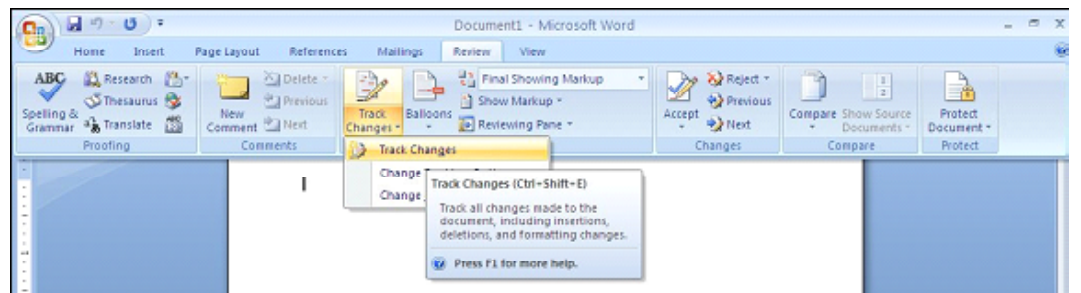 Document1 - Microsoft Word
Home Insert Page Layout References Mailings Review View
ABC
Spelling & Grammar
Research
Thesaurus
Translate
Proofing
New Comment
Delete
Previous
Next
Comments
Track Changes
Balloons
Final Showing Markup
Show Markup
Reviewing Pane
Accept
Reject
Previous
Next
Changes
Compare
Show Source Documents
Compare
Protect Document
Protect
Track Changes
Change
Change
Track Changes (Ctrl+Shift+E)
Track all changes made to the
document, including insertions,
deletions, and formatting changes.
Press F1 for more help.